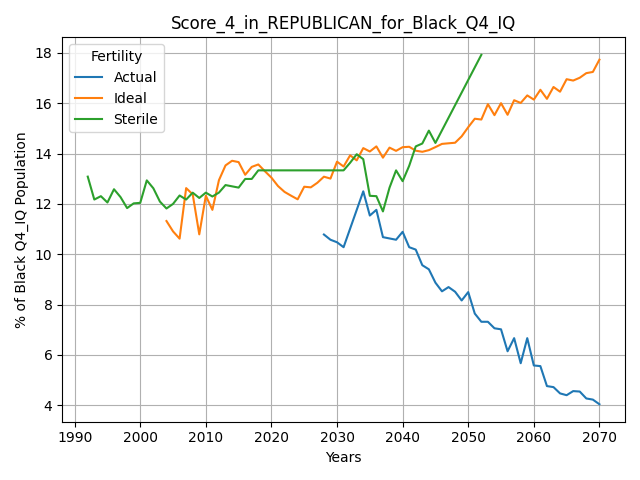 Score_4_in_REPUBLICAN_for_Black_Q4_IQ
% of Black Q4_IQ Population
18
16
14
12
10
8
6
4
Fertility
Actual
Ideal
Sterile
1990 2000 2010 2020 2030 2040 2050 2060 2070
Years